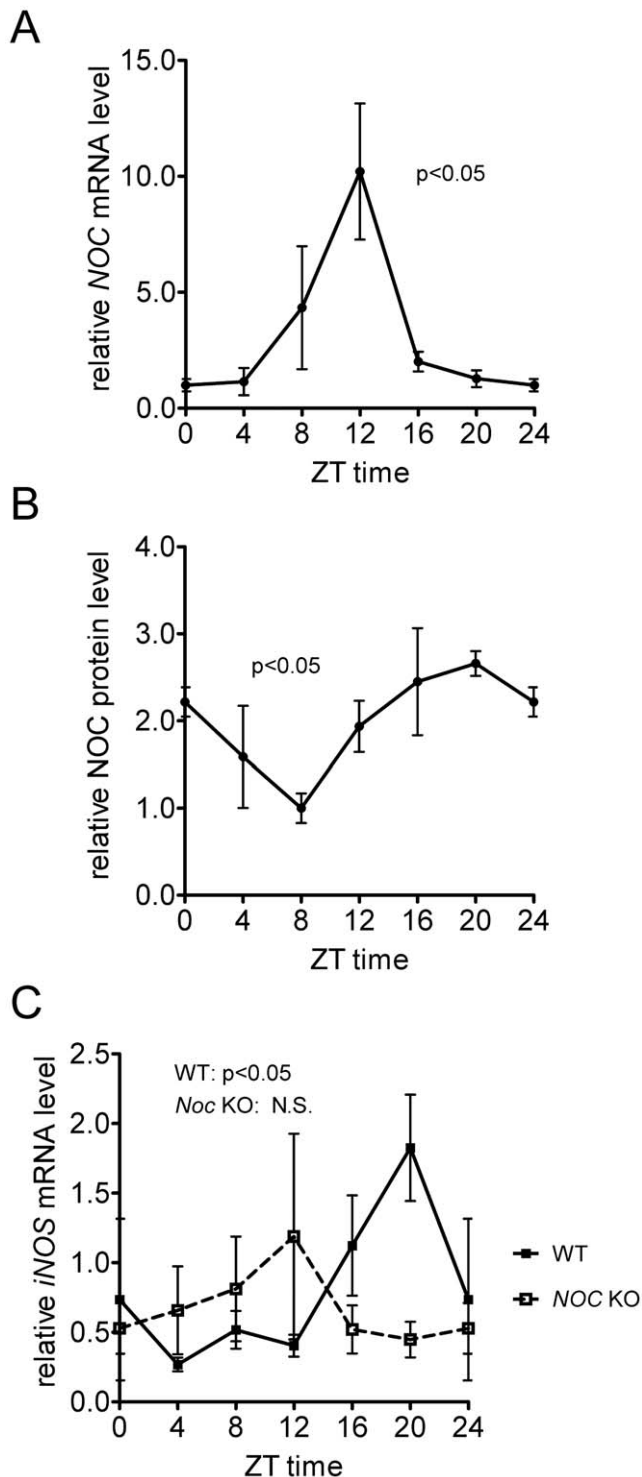 A
relative NOC mRNA level
15.0
10.0
5.0
0.0
p<0.05
0 4 8 12 16 20 24
ZT time
B
relative NOC protein level
4.0
3.0
2.0
1.0
0.0
p<0.05
0 4 8 12 16 20 24
ZT time
C
relative iNOS mRNA level
2.5
2.0
1.5
1.0
0.5
0.0
WT: p<0.05
Noc KO: N.S.
WT
NOC KO
0 4 8 12 16 20 24
ZT time